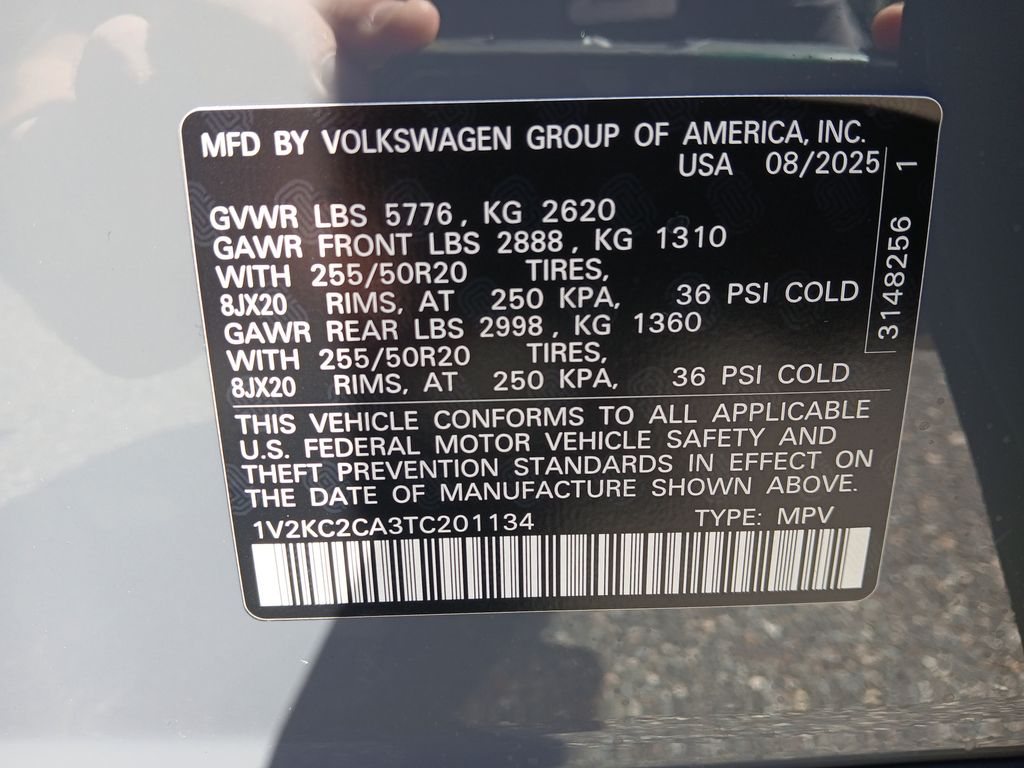 MFD BY VOLKSWAGEN GROUP OF AMERICA, INC.
USA 08/2025
GVWR LBS 5776, KG 2620
GAWR FRONT LBS 2888, KG 1310
WITH 255/50R20 TIRES,
8JX20 RIMS, AT 250 KPA, 36 PSI COLD
GAWR REAR LBS 2998, KG 1360
WITH 255/50R20 TIRES,
8JX20 RIMS, AT 250 KPA, 36 PSI COLD
THIS VEHICLE CONFORMS TO ALL APPLICABLE
U.S. FEDERAL MOTOR VEHICLE SAFETY AND
THEFT PREVENTION STANDARDS IN EFFECT ON
THE DATE OF MANUFACTURE SHOWN ABOVE.
1V2KC2CA3TC201134 TYPE: MPV
3148256 1